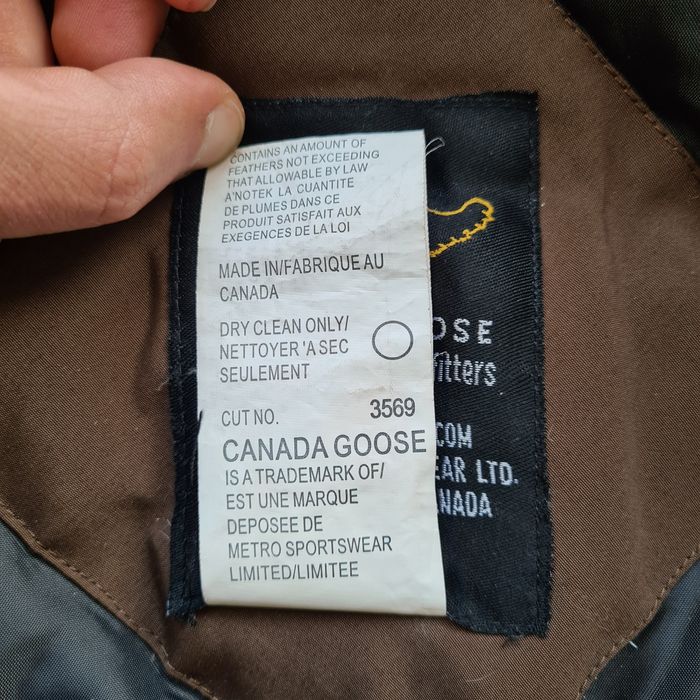 CONTAINS AN AMOUNT OF
FEATHERS NOT EXCEEDING
THAT ALLOWABLE BY LAW
A'NOTEK LA CUANTITE
DE PLUMES DANS CE
PRODUIT SATISFAIT AUX
EXEGENCES DE LA LOI
MADE IN/FABRIQUE AU
CANADA
DRY CLEAN ONLY/
NETTOYER 'A SEC
SEULEMENT
CUT NO. 3569
CANADA GOOSE
IS A TRADEMARK OF/
EST UNE MARQUE
DEPOSEE DE
METRO SPORTSWEAR
LIMITED/LIMITEE
OSE
fitters
.COM
EAR LTD.
NADA